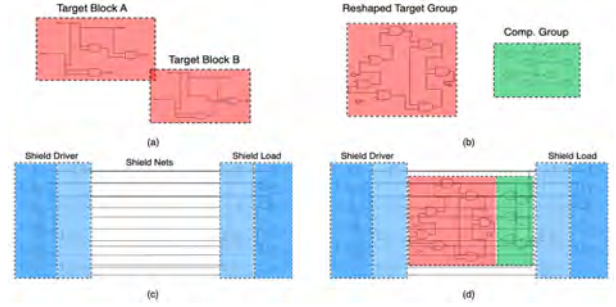 Target Block A
Target Block B
(a)
Reshaped Target Group
Comp. Group
(b)
Shield Driver
Shield Nets
Shield Load
(c)
Shield Driver
Shield Load
(d)